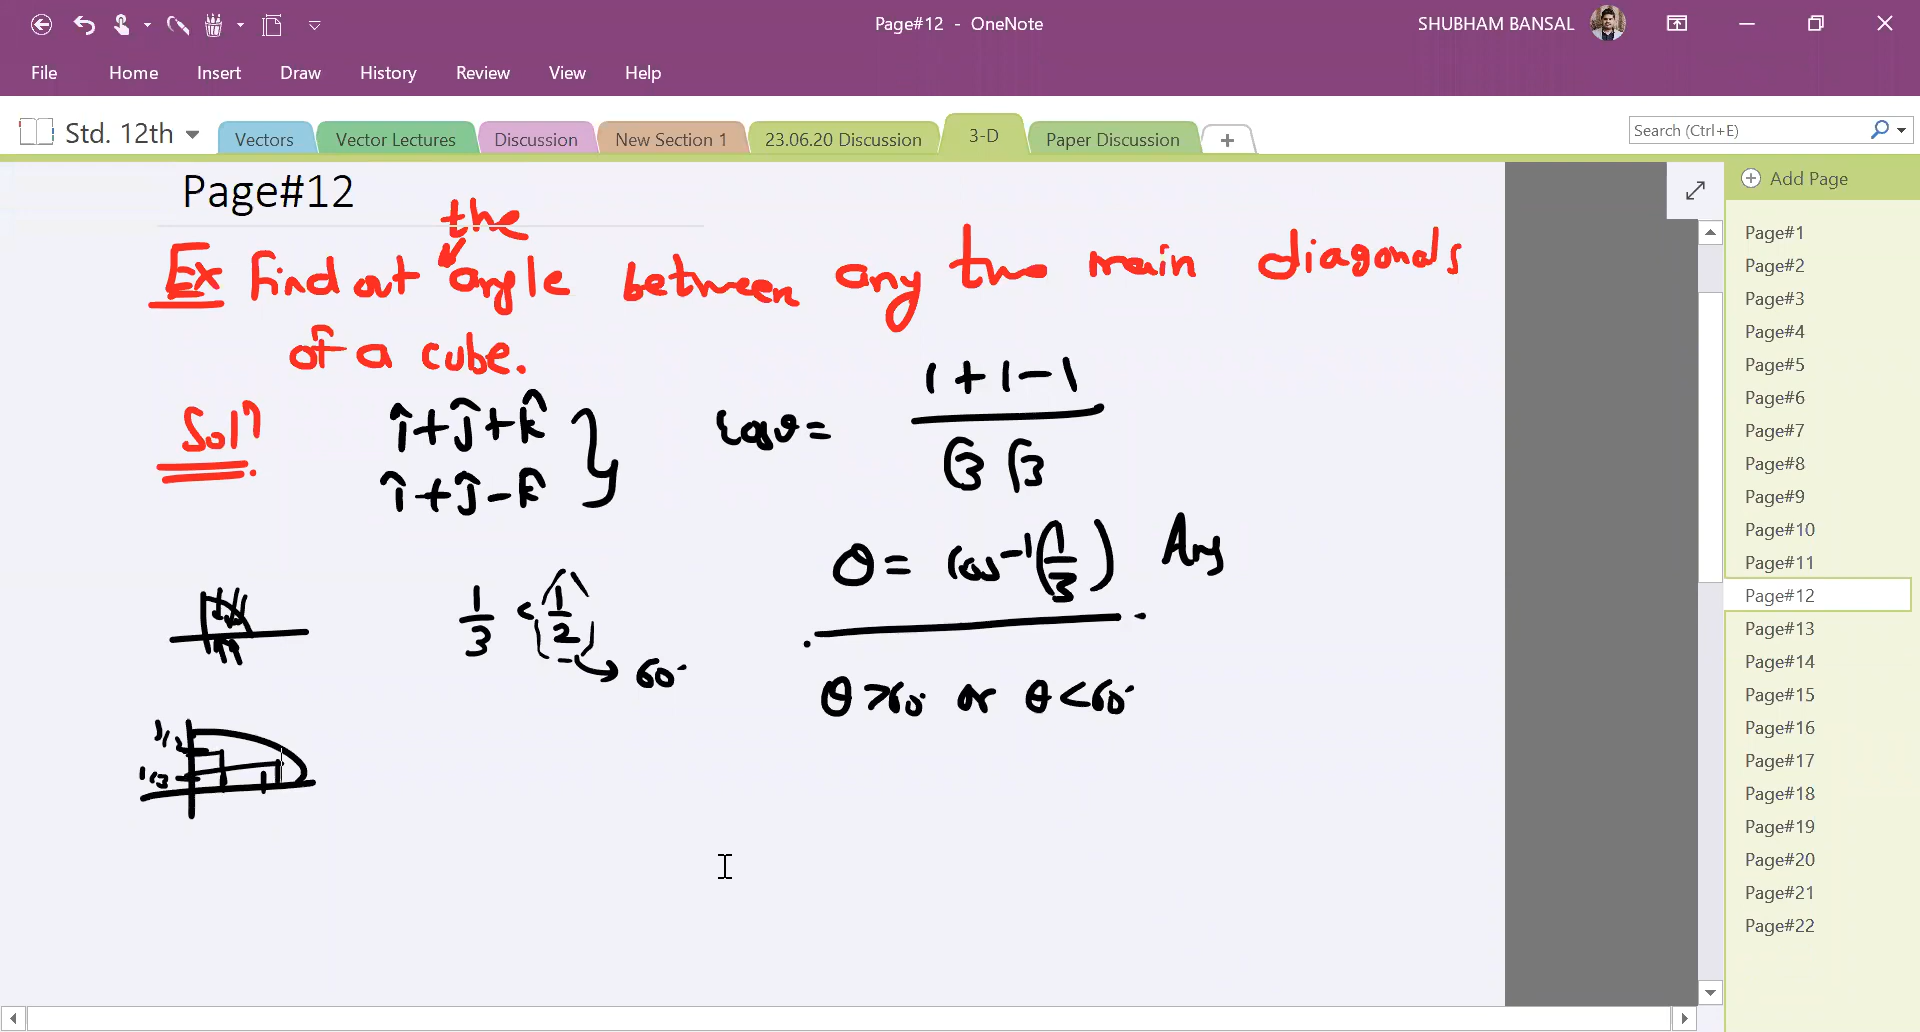 Page#12 - OneNote
SHUBHAM BANSAL
File Home Insert Draw History Review View Help
Std. 12th
Vectors Vector Lectures Discussion New Section 1 23.06.20 Discussion 3-D Paper Discussion +
Search (Ctrl+E)
Page#12
Add Page
the
Ex Find out angle between any two main diagonals
of a cube.
Solⁿ
î+ĵ+k̂
î+ĵ-k̂
Cosθ = 1+1-1
√3 √3
θ = cos⁻¹(1/3) Ans
1/3 < 1/2
60°
θ>60° or θ<60°
1/2
1/3
Page#1
Page#2
Page#3
Page#4
Page#5
Page#6
Page#7
Page#8
Page#9
Page#10
Page#11
Page#12
Page#13
Page#14
Page#15
Page#16
Page#17
Page#18
Page#19
Page#20
Page#21
Page#22